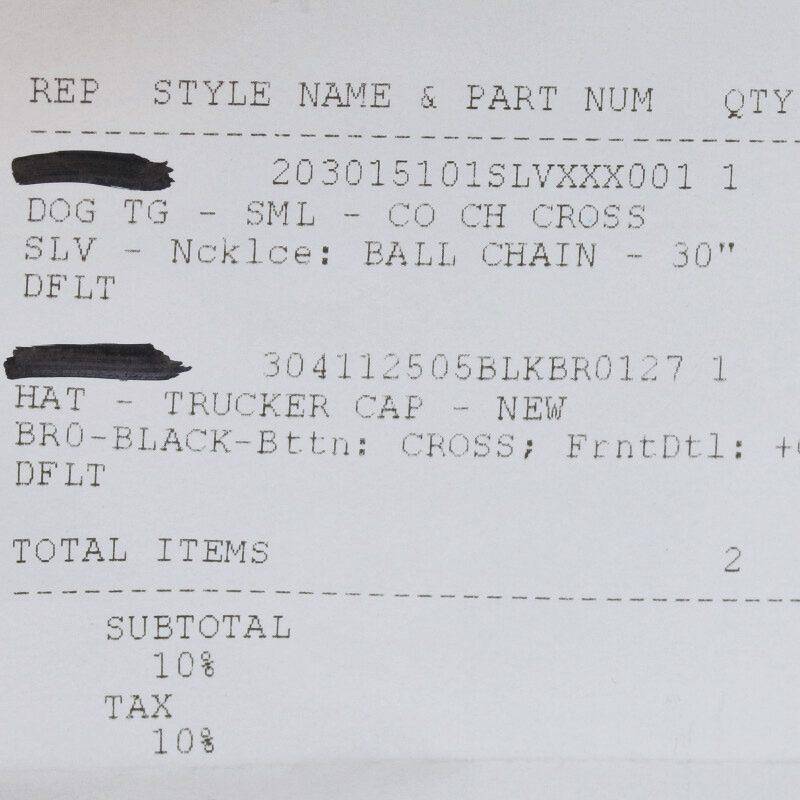 REP STYLE NAME & PART NUM QTY
203015101SLVXXX001 1
DOG TG - SML - CO CH CROSS
SLV - Ncklce: BALL CHAIN - 30"
DFLT
304112505BLKBR0127 1
HAT - TRUCKER CAP - NEW
BRO-BLACK-Bttn: CROSS; FrntDtl:
DFLT
TOTAL ITEMS 2
SUBTOTAL
10%
TAX
10%